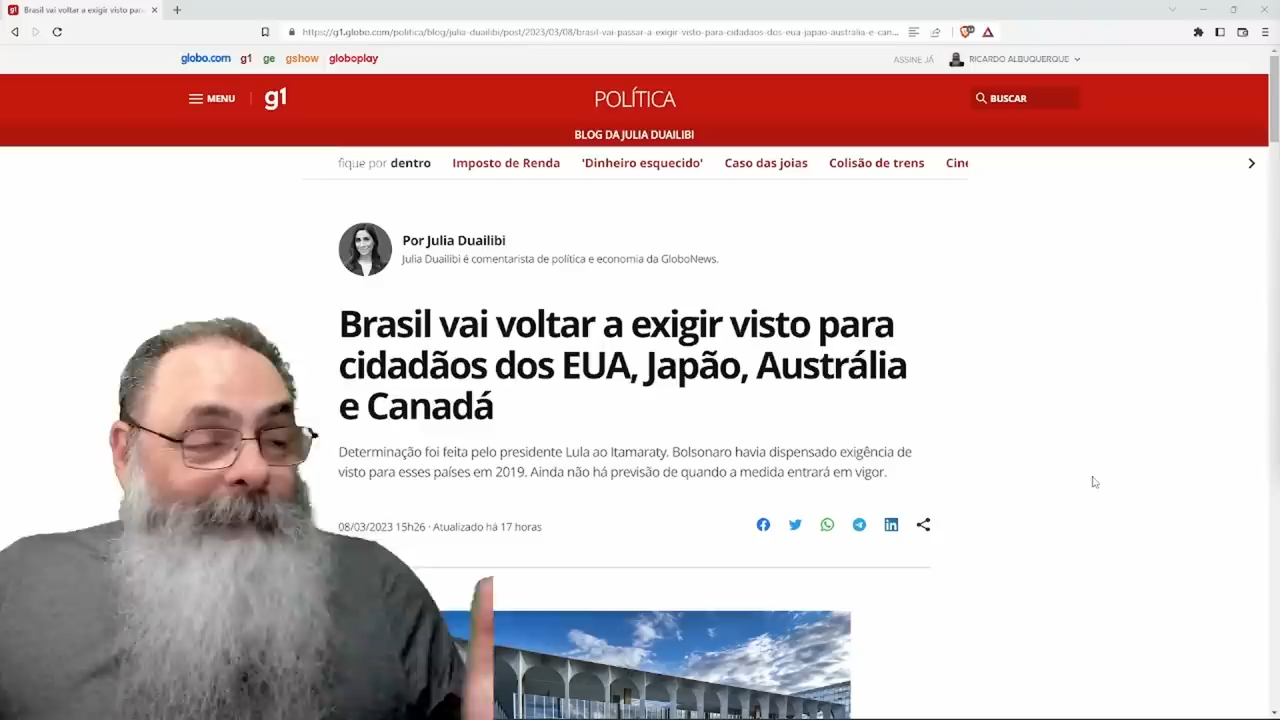 Brasil vai voltar a exigir visto par
https://g1.globo.com/politica/blog/julia-duailibi/post/2023/03/08/brasil-vai-passar-a-exigir-visto-para-cidadaos-dos-eua-japao-australia-e-can...
globo.com g1 ge gshow globoplay ASSINE JÁ RICARDO ALBUQUERQUE
MENU g1 POLÍTICA BUSCAR
BLOG DA JULIA DUAILIBI
fique por dentro Imposto de Renda 'Dinheiro esquecido' Caso das joias Colisão de trens Cine
Por Julia Duailibi
Julia Duailibi é comentarista de política e economia da GloboNews.
Brasil vai voltar a exigir visto para
cidadãos dos EUA, Japão, Austrália
e Canadá
Determinação foi feita pelo presidente Lula ao Itamaraty. Bolsonaro havia dispensado exigência de
visto para esses países em 2019. Ainda não há previsão de quando a medida entrará em vigor.
08/03/2023 15h26 · Atualizado há 17 horas